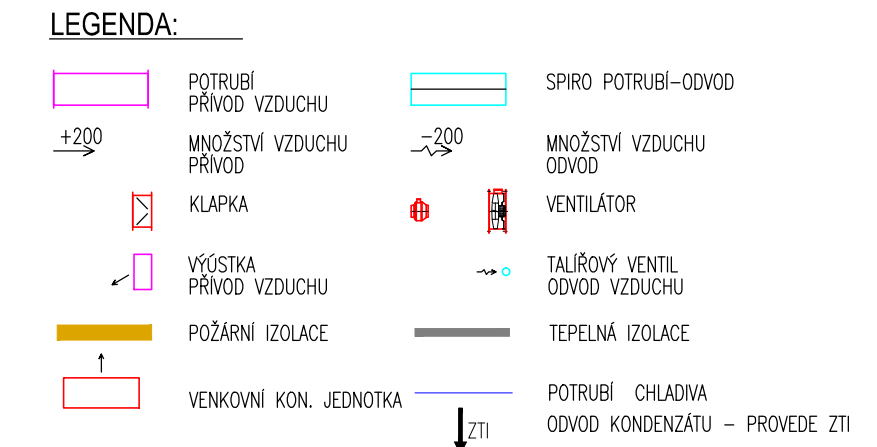 LEGENDA:
POTRUBÍ
PŘÍVOD VZDUCHU
SPIRO POTRUBÍ-ODVOD
+200
MNOŽSTVÍ VZDUCHU
PŘÍVOD
-200
MNOŽSTVÍ VZDUCHU
ODVOD
KLAPKA
VENTILÁTOR
VÝÚSTKA
PŘÍVOD VZDUCHU
TALÍŘOVÝ VENTIL
ODVOD VZDUCHU
POŽÁRNÍ IZOLACE
TEPELNÁ IZOLACE
VENKOVNÍ KON. JEDNOTKA
POTRUBÍ CHLADIVA
ZTI
ODVOD KONDENZÁTU - PROVEDE ZTI